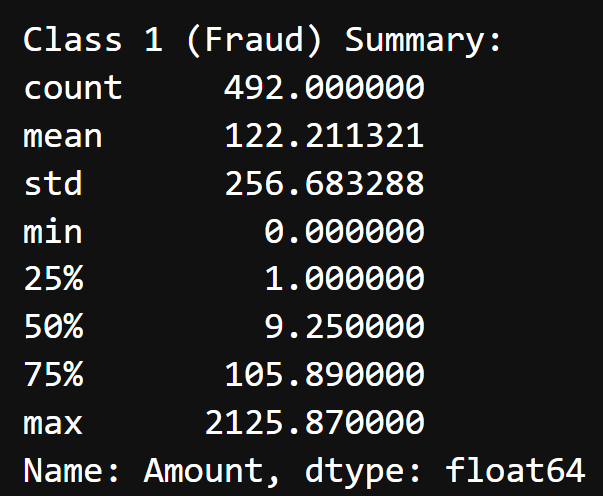 Class 1 (Fraud) Summary:
count     492.000000
mean      122.211321
std       256.683288
min         0.000000
25%         1.000000
50%         9.250000
75%       105.890000
max      2125.870000
Name: Amount, dtype: float64